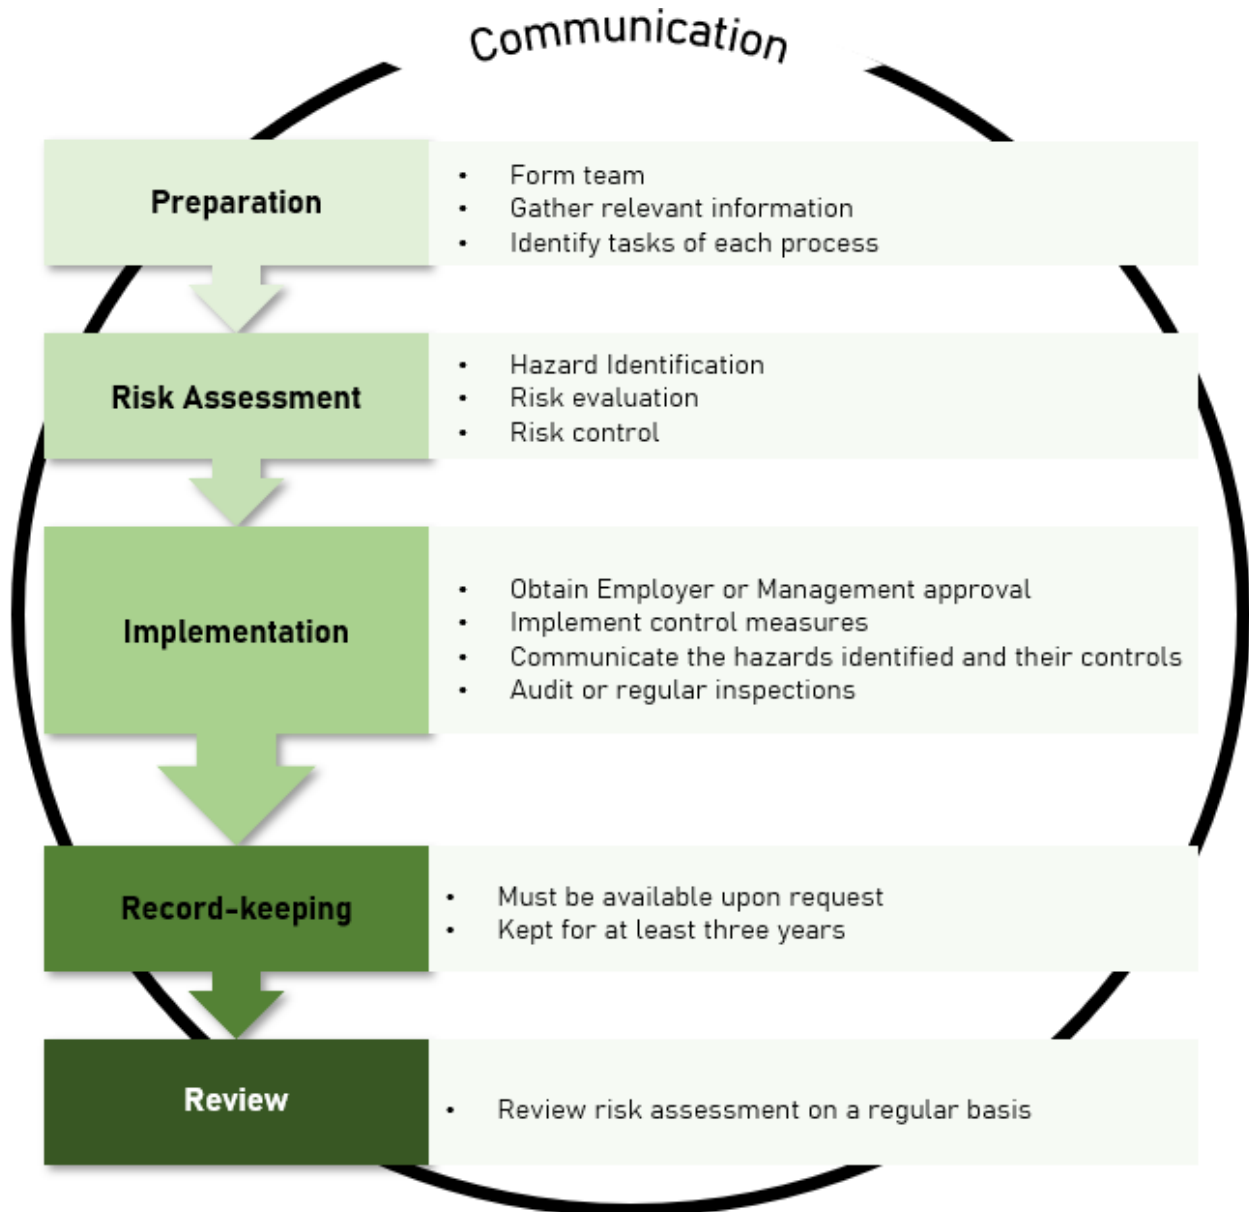 Communication
Preparation
• Form team
• Gather relevant information
• Identify tasks of each process
Risk Assessment
• Hazard Identification
• Risk evaluation
• Risk control
Implementation
• Obtain Employer or Management approval
• Implement control measures
• Communicate the hazards identified and their controls
• Audit or regular inspections
Record-keeping
• Must be available upon request
• Kept for at least three years
Review
• Review risk assessment on a regular basis